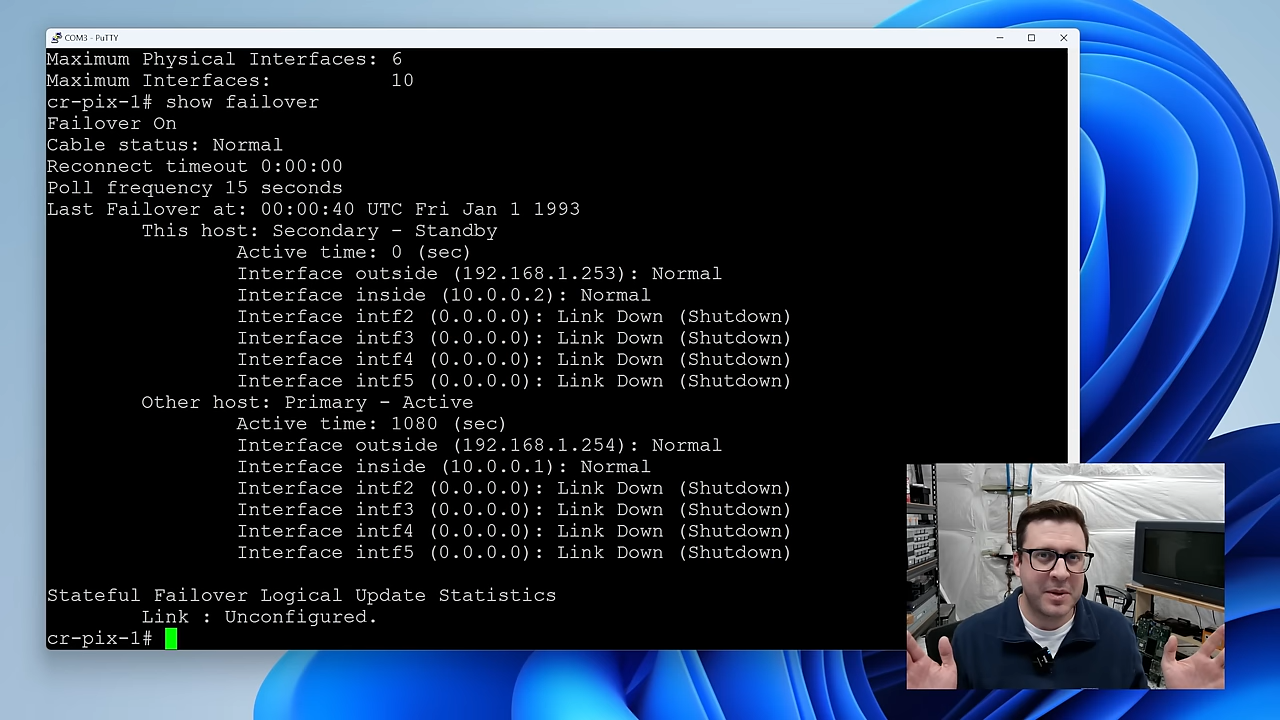 COM3 - PuTTY
Maximum Physical Interfaces: 6
Maximum Interfaces:          10
cr-pix-1# show failover
Failover On
Cable status: Normal
Reconnect timeout 0:00:00
Poll frequency 15 seconds
Last Failover at: 00:00:40 UTC Fri Jan 1 1993
        This host: Secondary - Standby
                Active time: 0 (sec)
                Interface outside (192.168.1.253): Normal
                Interface inside (10.0.0.2): Normal
                Interface intf2 (0.0.0.0): Link Down (Shutdown)
                Interface intf3 (0.0.0.0): Link Down (Shutdown)
                Interface intf4 (0.0.0.0): Link Down (Shutdown)
                Interface intf5 (0.0.0.0): Link Down (Shutdown)
        Other host: Primary - Active
                Active time: 1080 (sec)
                Interface outside (192.168.1.254): Normal
                Interface inside (10.0.0.1): Normal
                Interface intf2 (0.0.0.0): Link Down (Shutdown)
                Interface intf3 (0.0.0.0): Link Down (Shutdown)
                Interface intf4 (0.0.0.0): Link Down (Shutdown)
                Interface intf5 (0.0.0.0): Link Down (Shutdown)
Stateful Failover Logical Update Statistics
        Link : Unconfigured.
cr-pix-1#